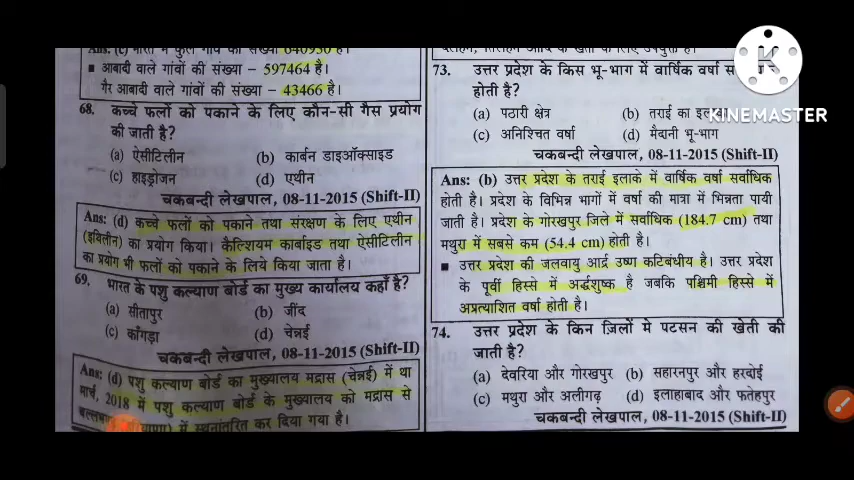 Ans: (c) भारत में कुल गांव की संख्या 640930 है।
■ आबादी वाले गांवों की संख्या - 597464 है।
गैर आबादी वाले गांवों की संख्या - 43466 है।
68. कच्चे फलों को पकाने के लिए कौन-सी गैस प्रयोग
की जाती है?
(a) ऐसीटिलीन (b) कार्बन डाइऑक्साइड
(c) हाइड्रोजन (d) एथीन
चकबन्दी लेखपाल, 08-11-2015 (Shift-II)
Ans: (d) कच्चे फलों को पकाने तथा संरक्षण के लिए एथीन
(इथिलीन) का प्रयोग किया। कैल्शियम कार्बाइड तथा ऐसीटिलीन
का प्रयोग भी फलों को पकाने के लिये किया जाता है।
69. भारत के पशु कल्याण बोर्ड का मुख्य कार्यालय कहाँ है?
(a) सीतापुर (b) जींद
(c) काँगड़ा (d) चेन्नई
चकबन्दी लेखपाल, 08-11-2015 (Shift-II)
Ans: (d) पशु कल्याण बोर्ड का मुख्यालय मद्रास (चेन्नई) में था
मार्च, 2018 में पशु कल्याण बोर्ड के मुख्यालय को मद्रास से
में स्थनांतरित कर दिया गया है।
दलहन, तिलहन आदि के खेती के लिए उपयुक्त है।
73. उत्तर प्रदेश के किस भू-भाग में वार्षिक वर्षा
होती है?
(a) पठारी क्षेत्र (b) तराई का
(c) अनिश्चित वर्षा (d) मैदानी भू-भाग
चकबन्दी लेखपाल, 08-11-2015 (Shift-II)
Ans: (b) उत्तर प्रदेश के तराई इलाके में वार्षिक वर्षा सर्वाधिक
होती है। प्रदेश के विभिन्न भागों में वर्षा की मात्रा में भिन्नता पायी
जाती है। प्रदेश के गोरखपुर जिले में सर्वाधिक (184.7 cm) तथा
मथुरा में सबसे कम (54.4 cm) होती है।
■ उत्तर प्रदेश की जलवायु आर्द्र उष्ण कटिबंधीय है। उत्तर प्रदेश
के पूर्वी हिस्से में अर्द्धशुष्क है जबकि पश्चिमी हिस्से में
अप्रत्याशित वर्षा होती है।
74. उत्तर प्रदेश के किन ज़िलों मे पटसन की खेती की
जाती है?
(a) देवरिया और गोरखपुर (b) सहारनपुर और हरदोई
(c) मथुरा और अलीगढ़ (d) इलाहाबाद और फतेहपुर
चकबन्दी लेखपाल, 08-11-2015 (Shift-II)
K
KINEMASTER